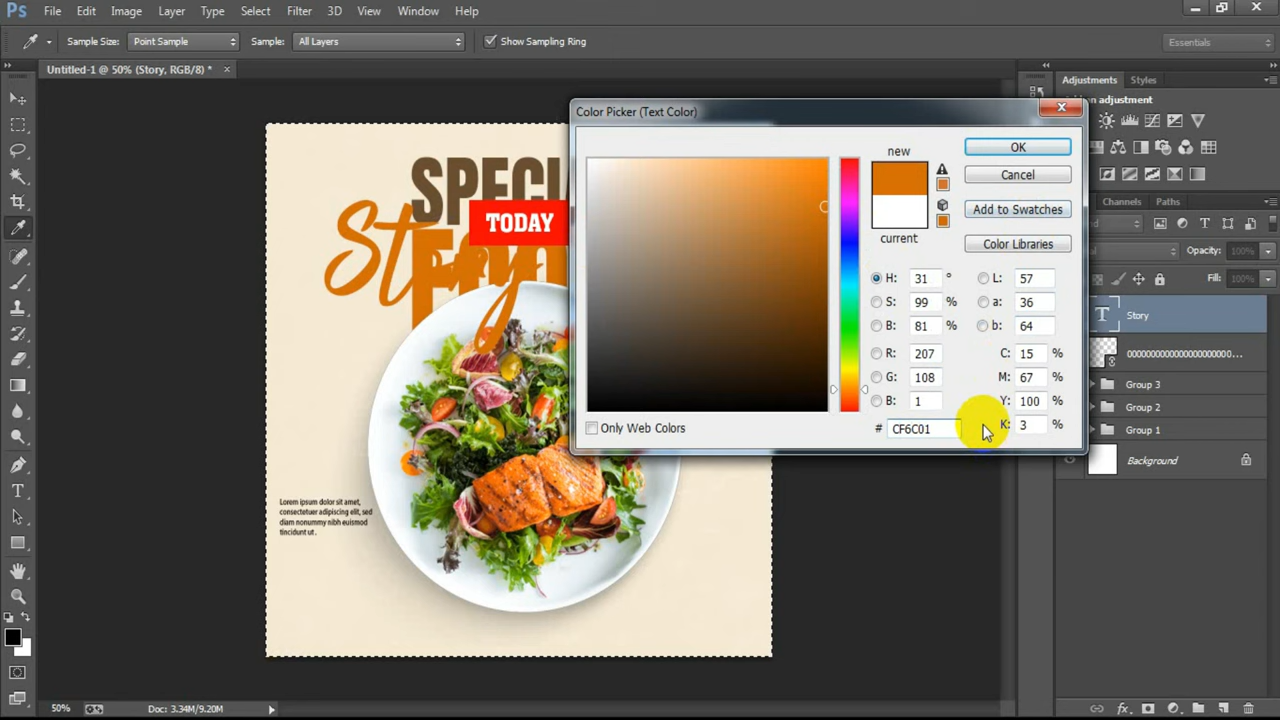 Ps File Edit Image Layer Type Select Filter 3D View Window Help
Sample Size: Point Sample Sample: All Layers Show Sampling Ring Essentials
Untitled-1 @ 50% (Story, RGB/8) * ×
SPECI
TODAY
Story
Lorem ipsum dolor sit amet,
consectetuer adipiscing elit, sed
diam nonummy nibh euismod
tincidunt ut .
Color Picker (Text Color)
new
current
OK
Cancel
Add to Swatches
Color Libraries
H: 31 ° L: 57
S: 99 % a: 36
B: 81 % b: 64
R: 207 C: 15 %
G: 108 M: 67 %
B: 1 Y: 100 %
# CF6C01 K: 3 %
Only Web Colors
Adjustments Styles
adjustment
Channels Paths
Opacity: 100%
Fill: 100%
T Story
00000000000000000000...
Group 3
Group 2
Group 1
Background
50% Doc: 3.34M/9.20M